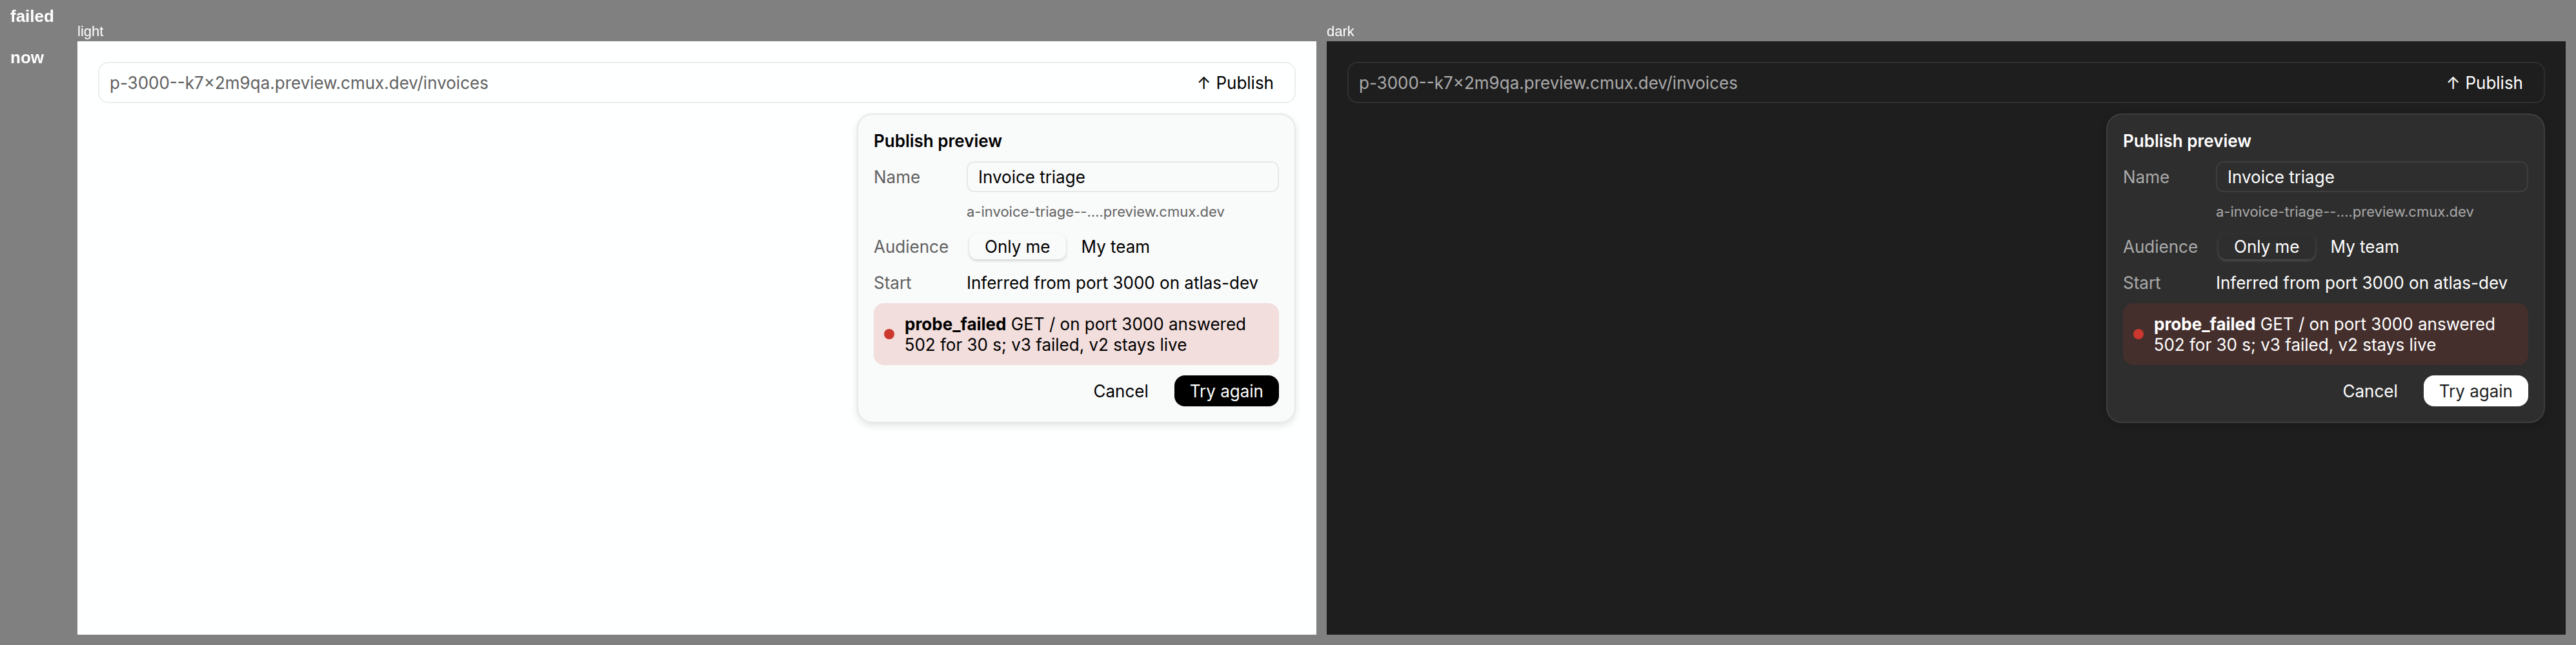 failed
now
light
p-3000--k7×2m9qa.preview.cmux.dev/invoices
↑ Publish
Publish preview
Name
Invoice triage
a-invoice-triage--....preview.cmux.dev
Audience
Only me
My team
Start
Inferred from port 3000 on atlas-dev
probe_failed GET / on port 3000 answered
502 for 30 s; v3 failed, v2 stays live
Cancel
Try again
dark
p-3000--k7×2m9qa.preview.cmux.dev/invoices
↑ Publish
Publish preview
Name
Invoice triage
a-invoice-triage--....preview.cmux.dev
Audience
Only me
My team
Start
Inferred from port 3000 on atlas-dev
probe_failed GET / on port 3000 answered
502 for 30 s; v3 failed, v2 stays live
Cancel
Try again